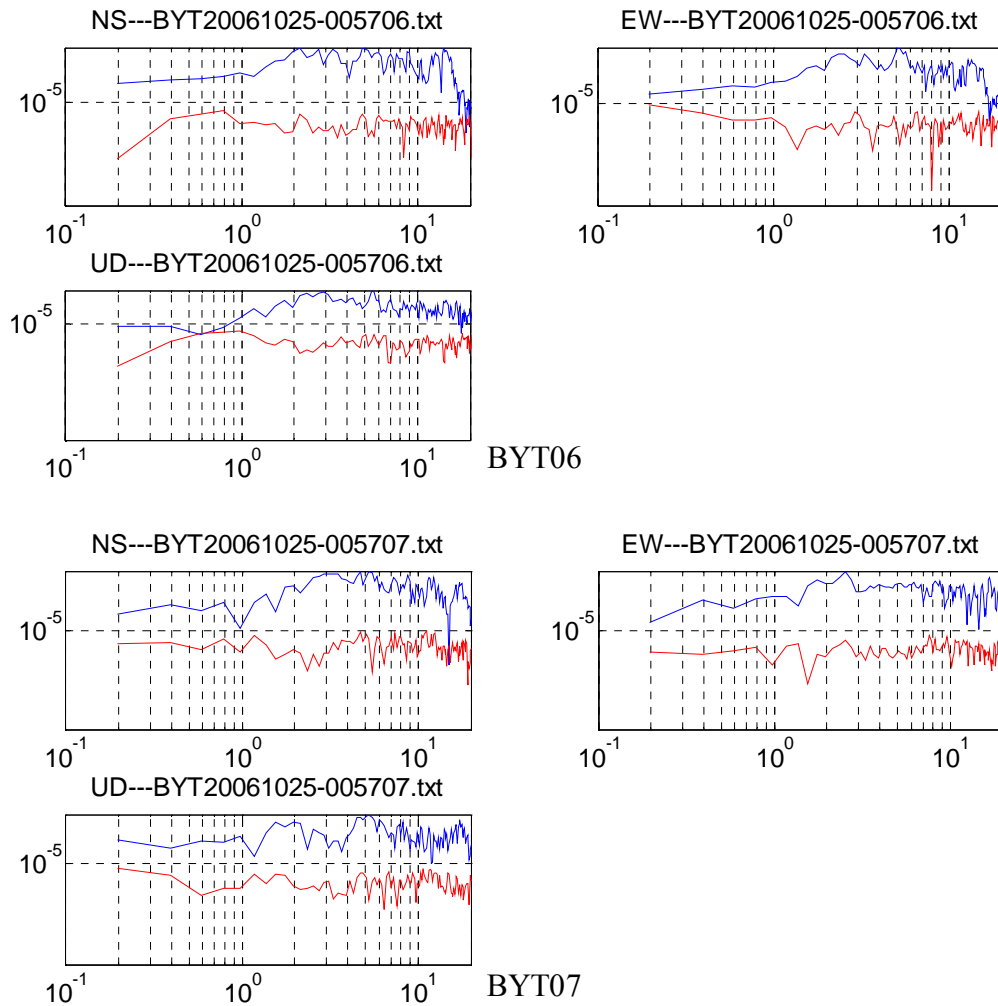 NS---BYT20061025-005706.txt
EW---BYT20061025-005706.txt
10^-5
10^-5
10^-1 10^0 10^1
10^-1 10^0 10^1
UD---BYT20061025-005706.txt
10^-5
10^-1 10^0 10^1
BYT06
NS---BYT20061025-005707.txt
EW---BYT20061025-005707.txt
10^-5
10^-5
10^-1 10^0 10^1
10^-1 10^0 10^1
UD---BYT20061025-005707.txt
10^-5
10^-1 10^0 10^1
BYT07